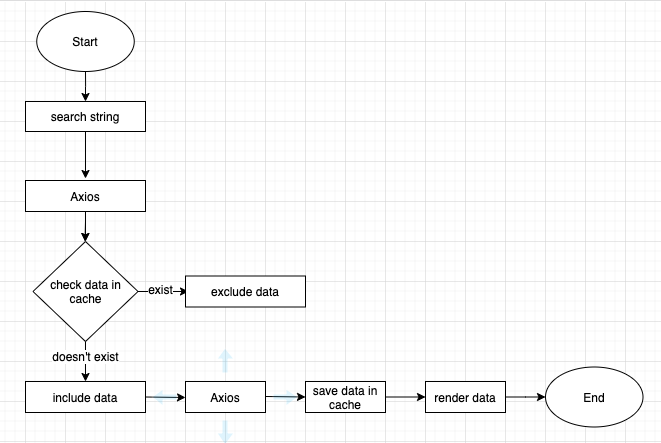 Start
search string
Axios
check data in
cache
exist
exclude data
doesn't exist
include data
Axios
save data in
cache
render data
End